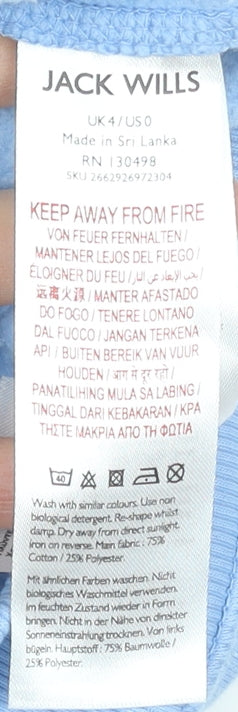 JACK WILLS
UK 4 / US 0
Made in Sri Lanka
RN 130498
SKU 2662926972304
KEEP AWAY FROM FIRE
VON FEUER FERNHALTEN /
MANTENER LEJOS DEL FUEGO /
ÉLOIGNER DU FEU / يجب الابعاد عن النار /
远离火源 / MANTER AFASTADO
DO FOGO / TENERE LONTANO
DAL FUOCO / JANGAN TERKENA
API / BUITEN BEREIK VAN VUUR
HOUDEN / आग से दूर रहें /
PANATILIHING MULA SA LABING /
TINGGAL DARI KEBAKARAN / ΚΡΑ
ΤΗΣΤΕ ΜΑΚΡΙΑ ΑΠΟ ΤΗ ΦΩΤΙΑ
40
Wash with similar colours. Use non
biological detergent. Re-shape whilst
damp. Dry away from direct sunlight.
iron on reverse. Main fabric : 75%
Cotton / 25% Polyester.
Mit ähnlichen Farben waschen. Nicht
biologisches Waschmittel verwenden.
Im feuchten Zustand wieder in Form
bringen. Nicht in der Nähe von direkter
Sonneneinstrahlung trocknen. Von links
bügeln. Hauptstoff : 75% Baumwolle /
25% Polyester.